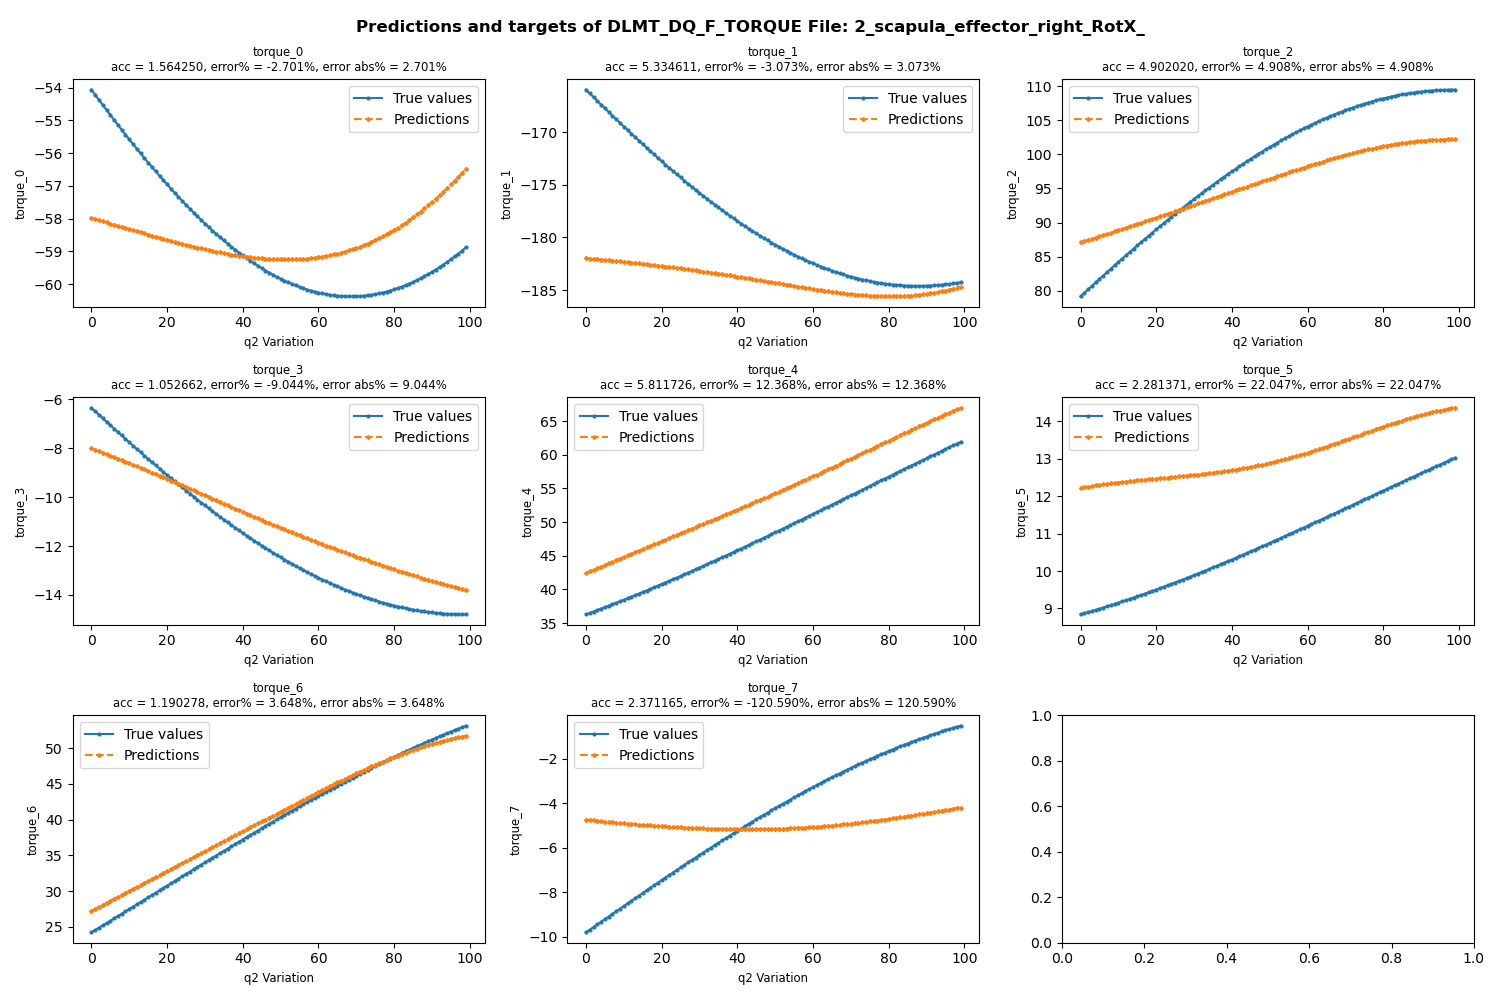 Predictions and targets of DLMT_DQ_F_TORQUE File: 2_scapula_effector_right_RotX_
torque_0
acc = 1.564250, error% = -2.701%, error abs% = 2.701%
−54
−55
−56
−57
−58
−59
−60
torque_0
True values
Predictions
0 20 40 60 80 100
q2 Variation
torque_1
acc = 5.334611, error% = -3.073%, error abs% = 3.073%
−170
−175
−180
−185
torque_1
True values
Predictions
0 20 40 60 80 100
q2 Variation
torque_2
acc = 4.902020, error% = 4.908%, error abs% = 4.908%
110
105
100
95
90
85
80
torque_2
True values
Predictions
0 20 40 60 80 100
q2 Variation
torque_3
acc = 1.052662, error% = -9.044%, error abs% = 9.044%
−6
−8
−10
−12
−14
torque_3
True values
Predictions
0 20 40 60 80 100
q2 Variation
torque_4
acc = 5.811726, error% = 12.368%, error abs% = 12.368%
65
60
55
50
45
40
35
torque_4
True values
Predictions
0 20 40 60 80 100
q2 Variation
torque_5
acc = 2.281371, error% = 22.047%, error abs% = 22.047%
14
13
12
11
10
9
torque_5
True values
Predictions
0 20 40 60 80 100
q2 Variation
torque_6
acc = 1.190278, error% = 3.648%, error abs% = 3.648%
50
45
40
35
30
25
torque_6
True values
Predictions
0 20 40 60 80 100
q2 Variation
torque_7
acc = 2.371165, error% = -120.590%, error abs% = 120.590%
−2
−4
−6
−8
−10
torque_7
True values
Predictions
0 20 40 60 80 100
q2 Variation
1.0
0.8
0.6
0.4
0.2
0.0
0.0 0.2 0.4 0.6 0.8 1.0